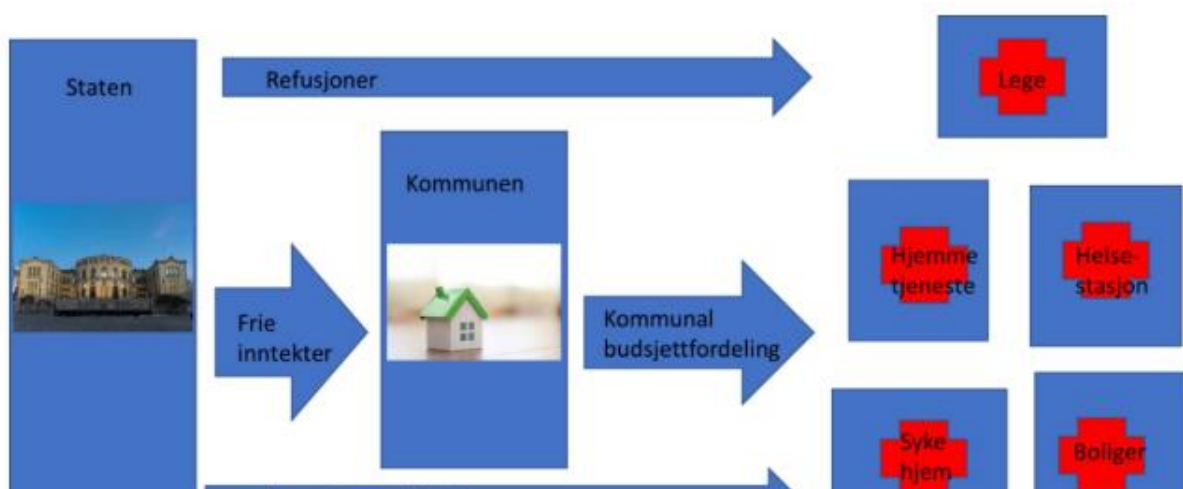 Staten
Refusjoner
Lege
Kommunen
Hjemme
tjeneste
Helse-
stasjon
Frie
inntekter
Kommunal
budsjettfordeling
Syke
hjem
Boliger